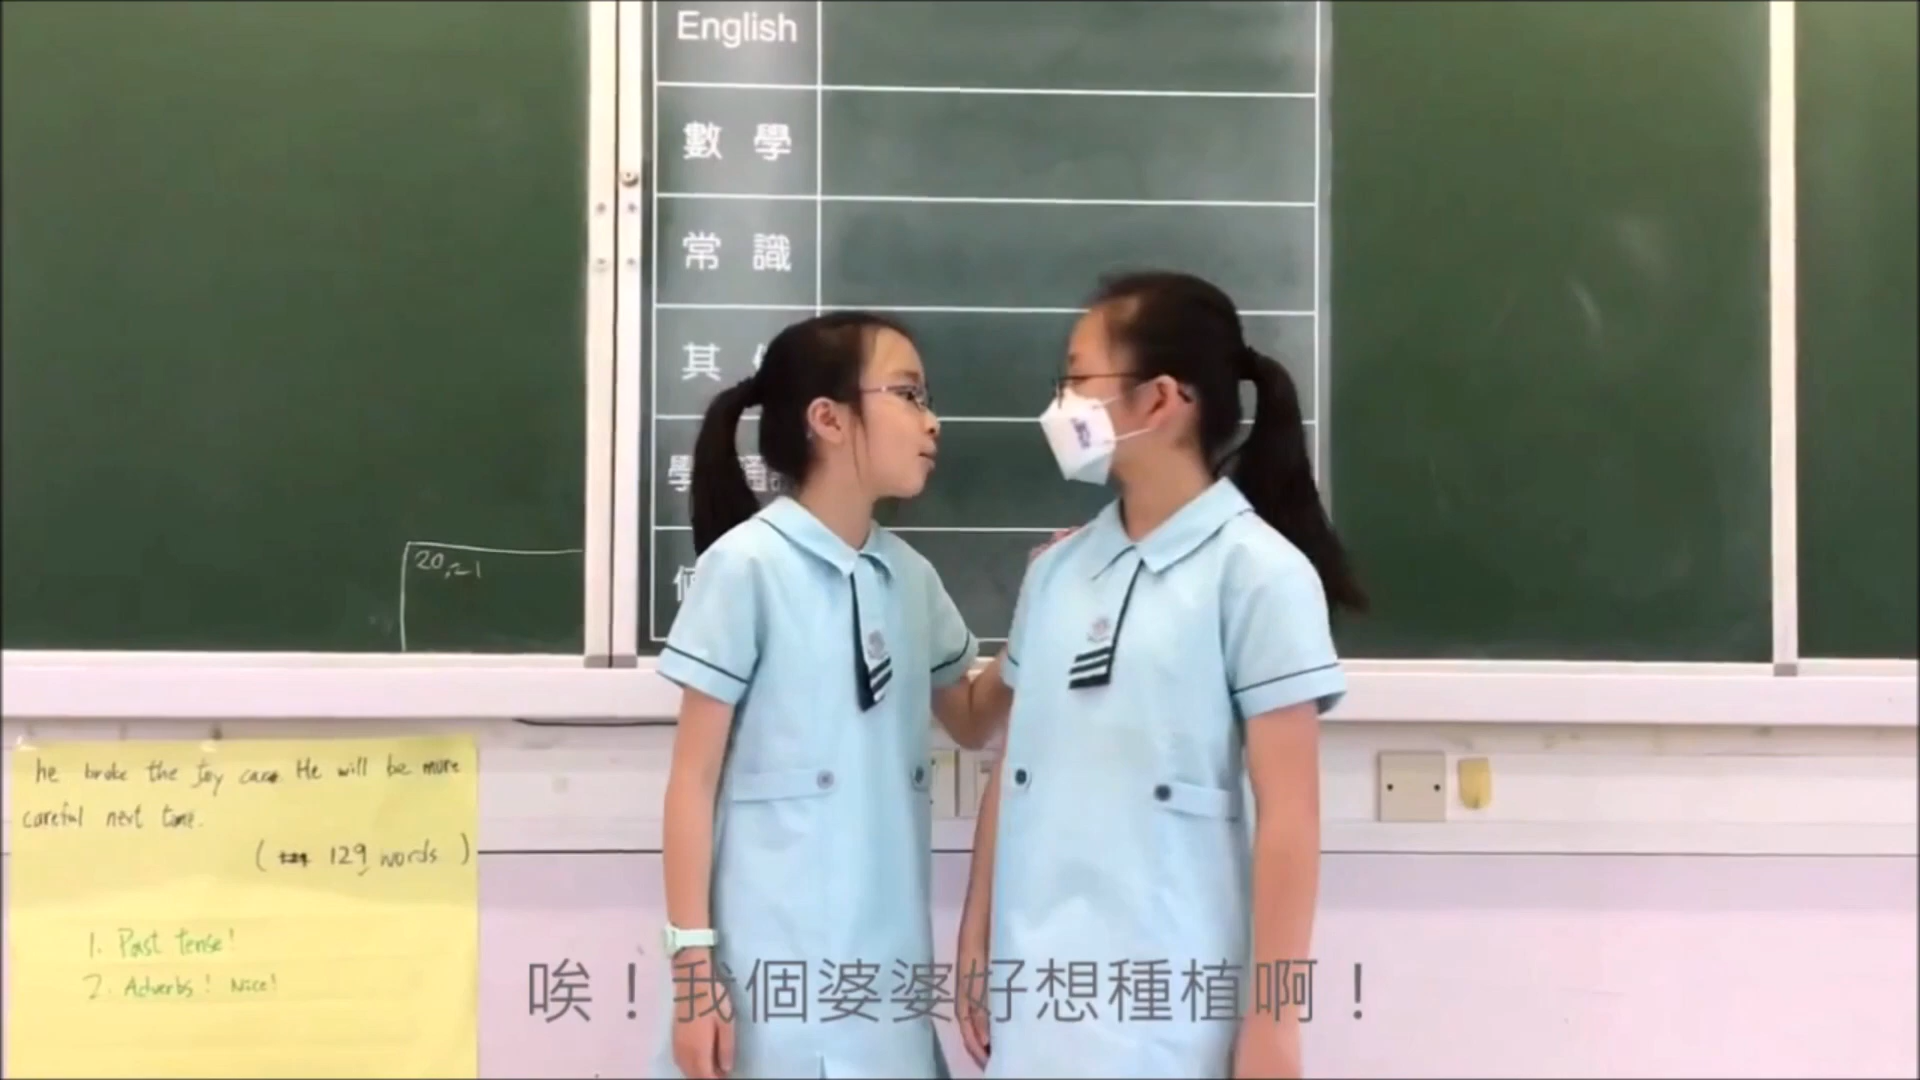 English
數 學
常 識
其
學
20
he broke the toy car. He will be more
careful next time.
( 129 words )
1. Past tense!
2. Adverbs! Nice!
唉！我個婆婆好想種植啊！